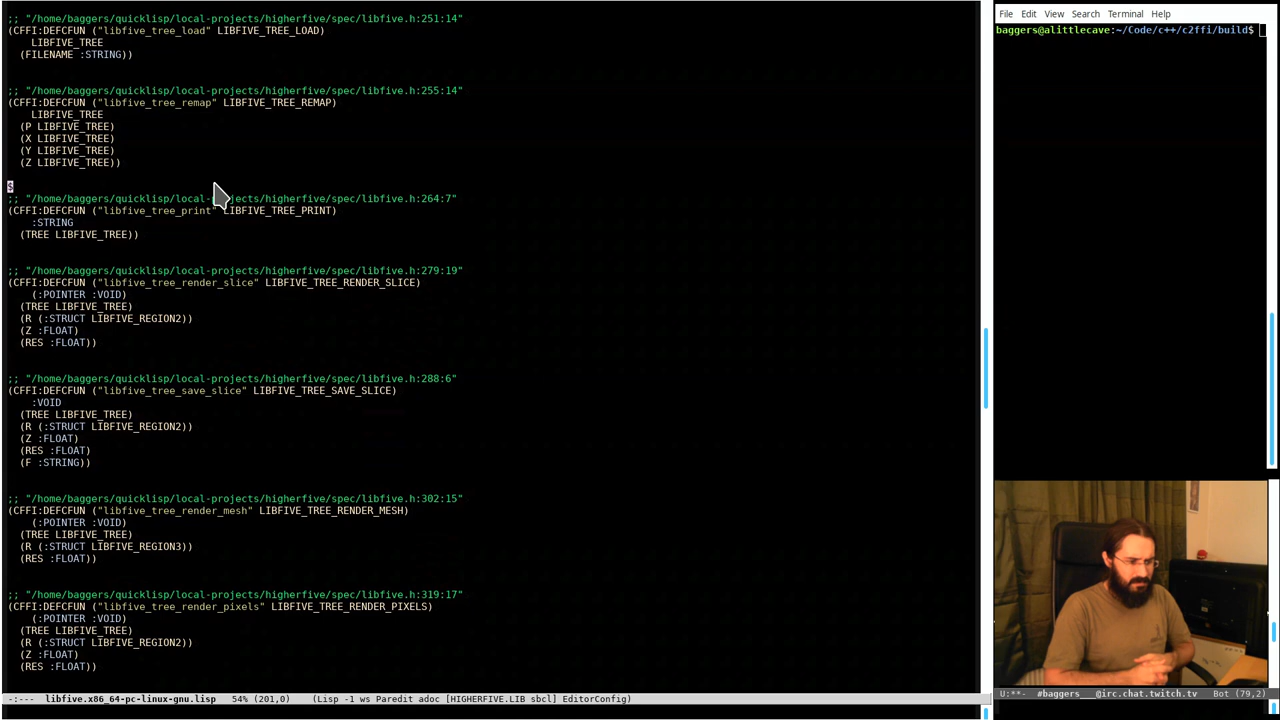 ;; "/home/baggers/quicklisp/local-projects/higherfive/spec/libfive.h:251:14"
(CFFI:DEFCFUN ("libfive_tree_load" LIBFIVE_TREE_LOAD)
LIBFIVE_TREE
(FILENAME :STRING))
;; "/home/baggers/quicklisp/local-projects/higherfive/spec/libfive.h:255:14"
(CFFI:DEFCFUN ("libfive_tree_remap" LIBFIVE_TREE_REMAP)
LIBFIVE_TREE
(P LIBFIVE_TREE)
(X LIBFIVE_TREE)
(Y LIBFIVE_TREE)
(Z LIBFIVE_TREE))
$
;; "/home/baggers/quicklisp/local-projects/higherfive/spec/libfive.h:264:7"
(CFFI:DEFCFUN ("libfive_tree_print" LIBFIVE_TREE_PRINT)
:STRING
(TREE LIBFIVE_TREE))
;; "/home/baggers/quicklisp/local-projects/higherfive/spec/libfive.h:279:19"
(CFFI:DEFCFUN ("libfive_tree_render_slice" LIBFIVE_TREE_RENDER_SLICE)
(:POINTER :VOID)
(TREE LIBFIVE_TREE)
(R (:STRUCT LIBFIVE_REGION2))
(Z :FLOAT)
(RES :FLOAT))
;; "/home/baggers/quicklisp/local-projects/higherfive/spec/libfive.h:288:6"
(CFFI:DEFCFUN ("libfive_tree_save_slice" LIBFIVE_TREE_SAVE_SLICE)
:VOID
(TREE LIBFIVE_TREE)
(R (:STRUCT LIBFIVE_REGION2))
(Z :FLOAT)
(RES :FLOAT)
(F :STRING))
;; "/home/baggers/quicklisp/local-projects/higherfive/spec/libfive.h:302:15"
(CFFI:DEFCFUN ("libfive_tree_render_mesh" LIBFIVE_TREE_RENDER_MESH)
(:POINTER :VOID)
(TREE LIBFIVE_TREE)
(R (:STRUCT LIBFIVE_REGION3))
(RES :FLOAT))
;; "/home/baggers/quicklisp/local-projects/higherfive/spec/libfive.h:319:17"
(CFFI:DEFCFUN ("libfive_tree_render_pixels" LIBFIVE_TREE_RENDER_PIXELS)
(:POINTER :VOID)
(TREE LIBFIVE_TREE)
(R (:STRUCT LIBFIVE_REGION2))
(Z :FLOAT)
(RES :FLOAT))
-:--- libfive.x86_64-pc-linux-gnu.lisp 54% (201,0) (Lisp -1 ws Paredit adoc [HIGHERFIVE.LIB sbcl] EditorConfig)
File Edit View Search Terminal Help
baggers@alittlecave:~/Code/c++/c2ffi/build$
U:**- #baggers___@irc.chat.twitch.tv Bot (79,2)